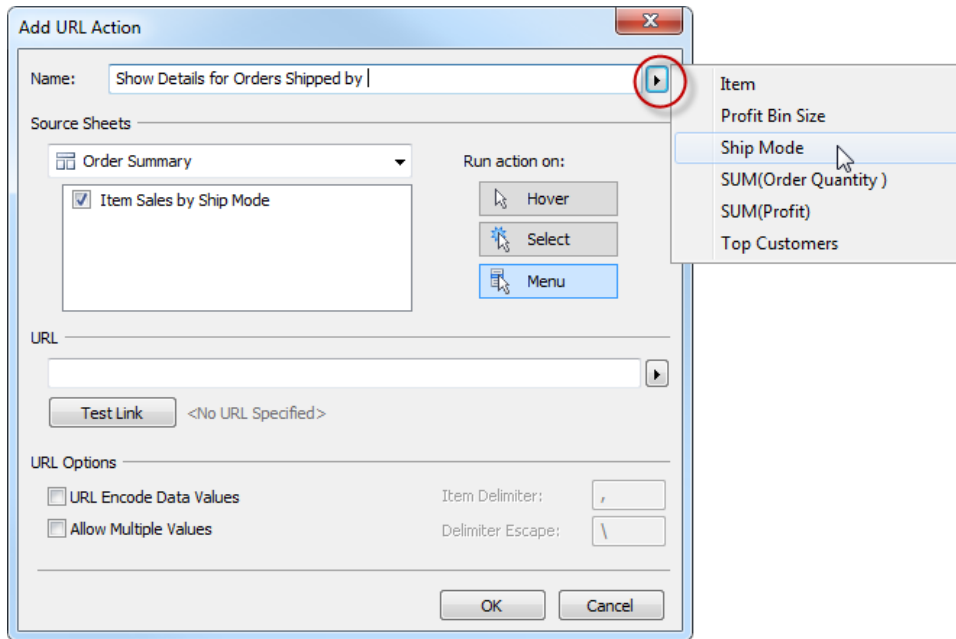 Add URL Action
Name: Show Details for Orders Shipped by
Item
Profit Bin Size
Ship Mode
SUM(Order Quantity )
SUM(Profit)
Top Customers
Source Sheets
Order Summary
Item Sales by Ship Mode
Run action on:
Hover
Select
Menu
URL
Test Link <No URL Specified>
URL Options
URL Encode Data Values
Item Delimiter: ,
Allow Multiple Values
Delimiter Escape: \
OK Cancel